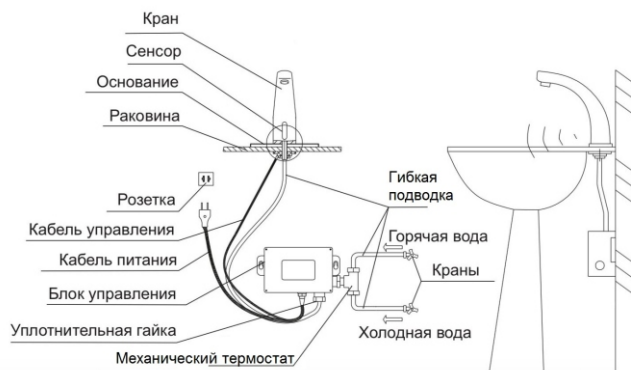 Кран
Сенсор
Основание
Раковина
Розетка
Кабель управления
Кабель питания
Блок управления
Уплотнительная гайка
Механический термостат
Гибкая
подводка
Горячая вода
Краны
Холодная вода